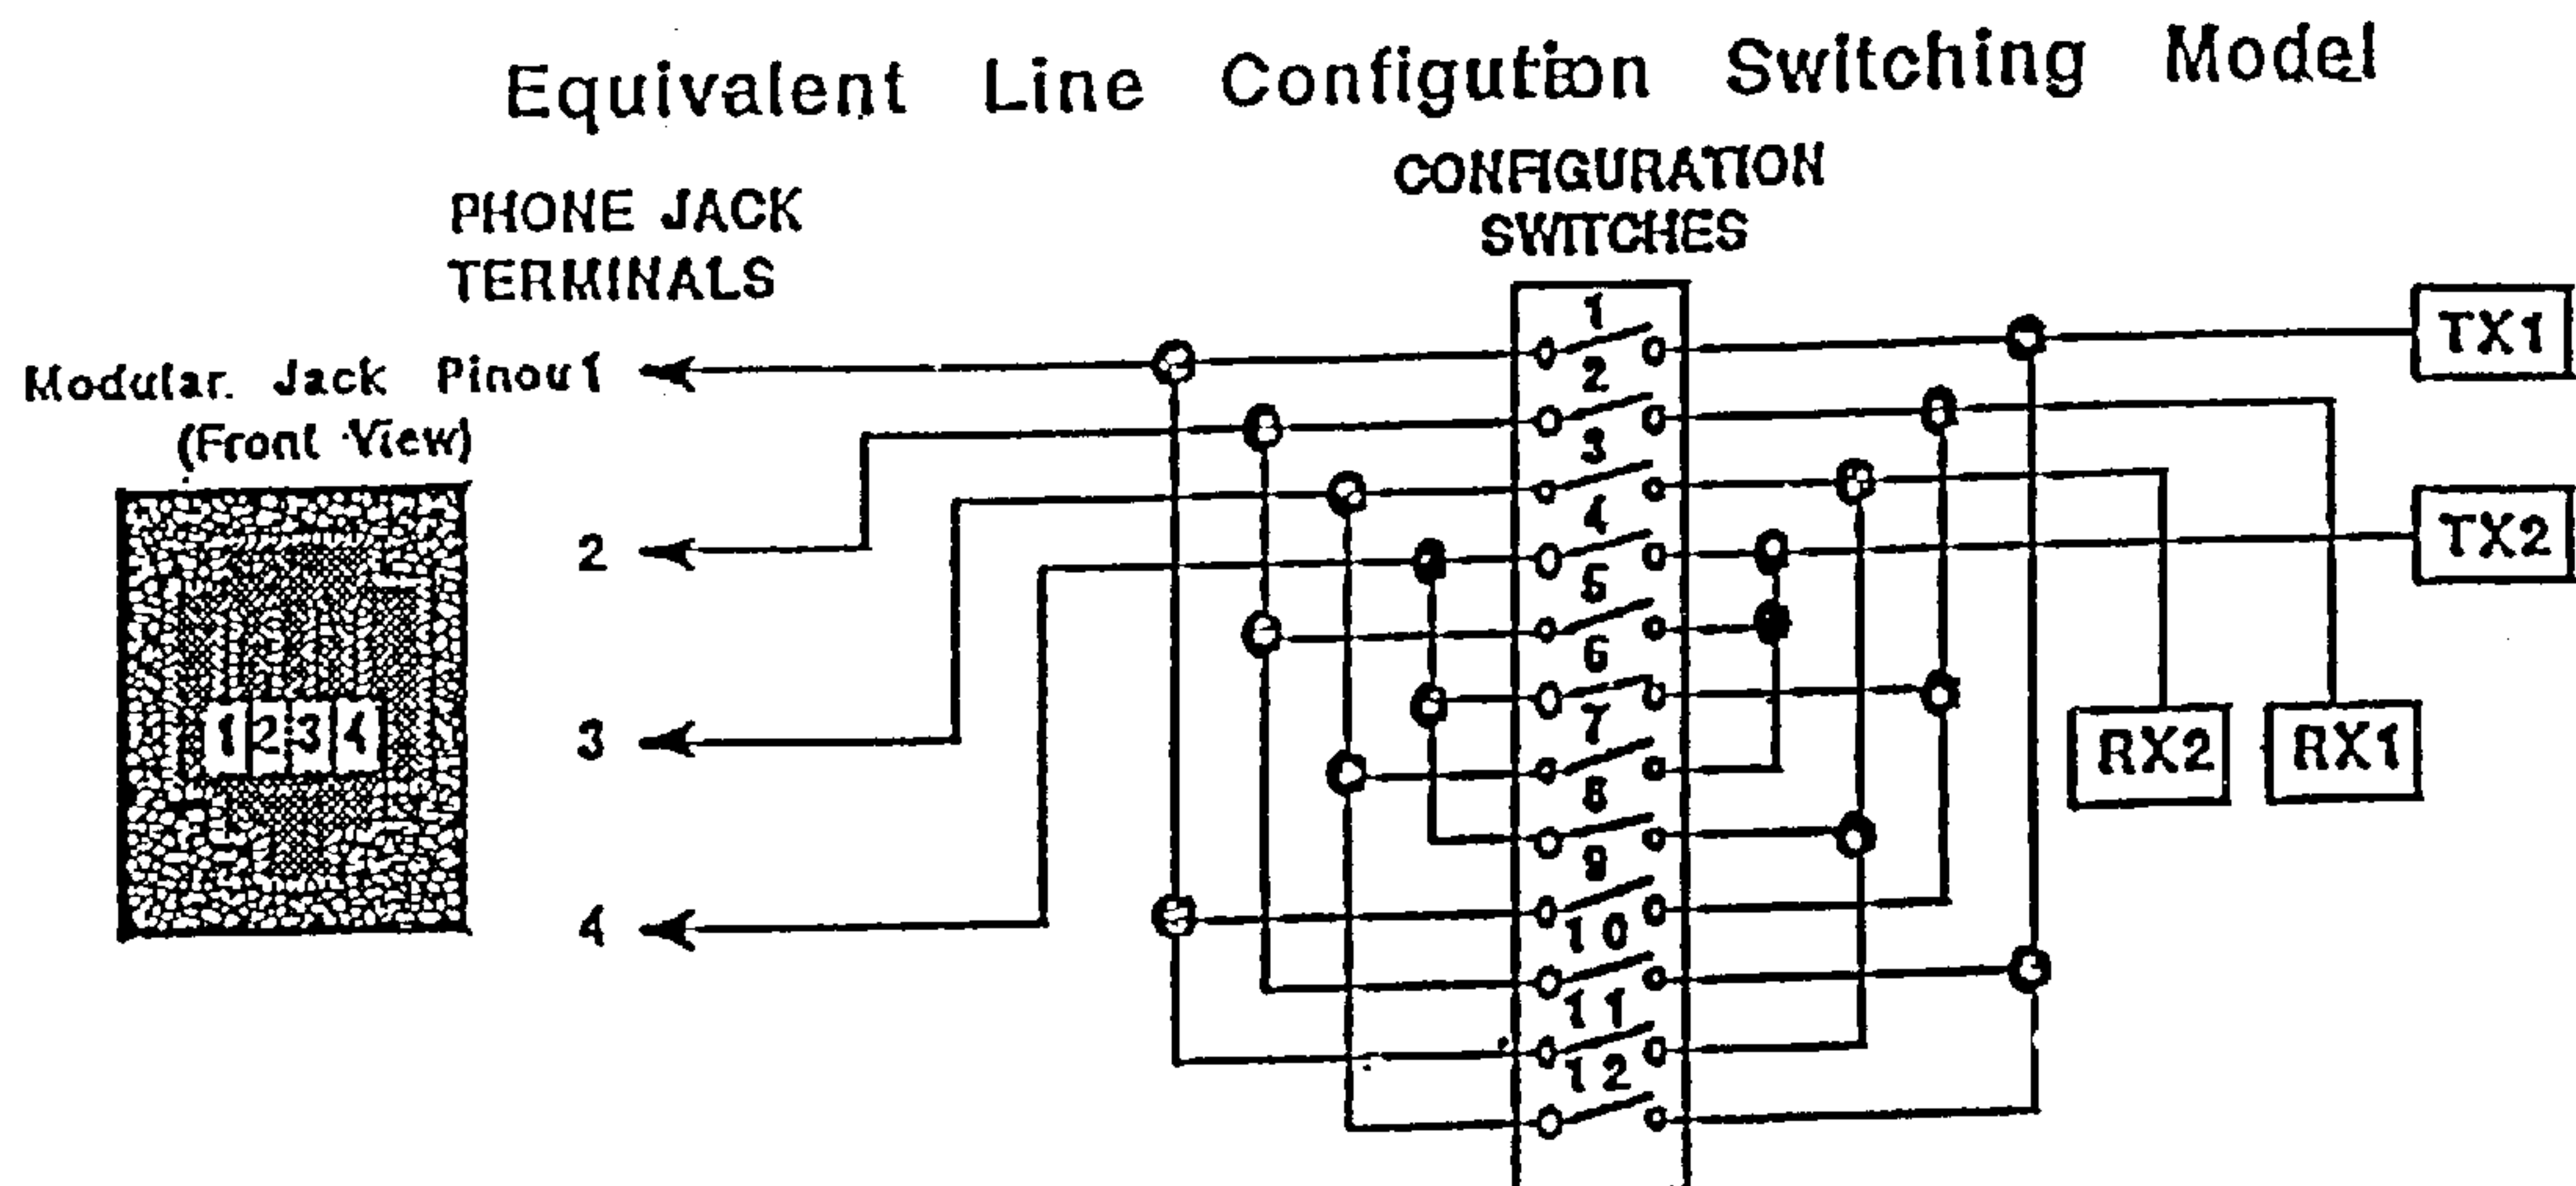 Equivalent Line Configution Switching Model
CONFIGURATION
SWITCHES
PHONE JACK
TERMINALS
Modular. Jack Pinout
(Front View)
1
2
3
4
1 2 3 4
1
2
3
4
5
6
7
8
9
10
11
12
TX1
TX2
RX2
RX1